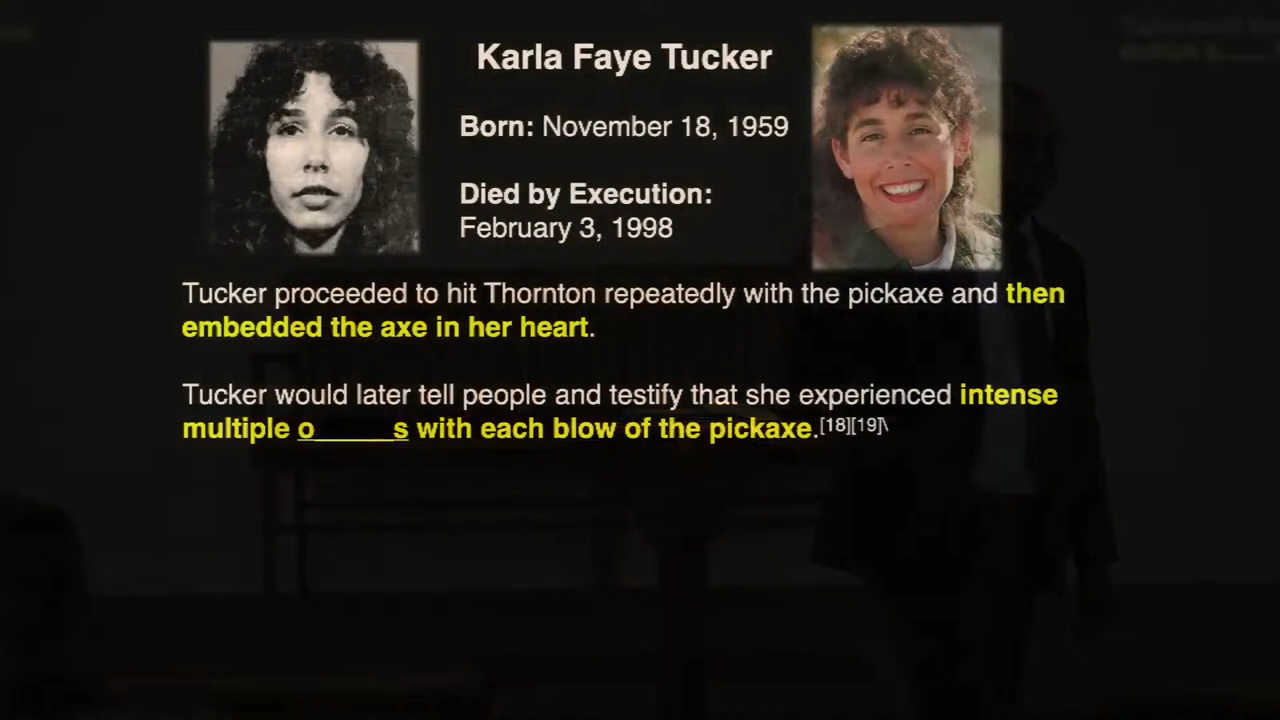 Karla Faye Tucker
Born: November 18, 1959
Died by Execution:
February 3, 1998
Tucker proceeded to hit Thornton repeatedly with the pickaxe and then
embedded the axe in her heart.
Tucker would later tell people and testify that she experienced intense
multiple o_____s with each blow of the pickaxe.[18][19]\